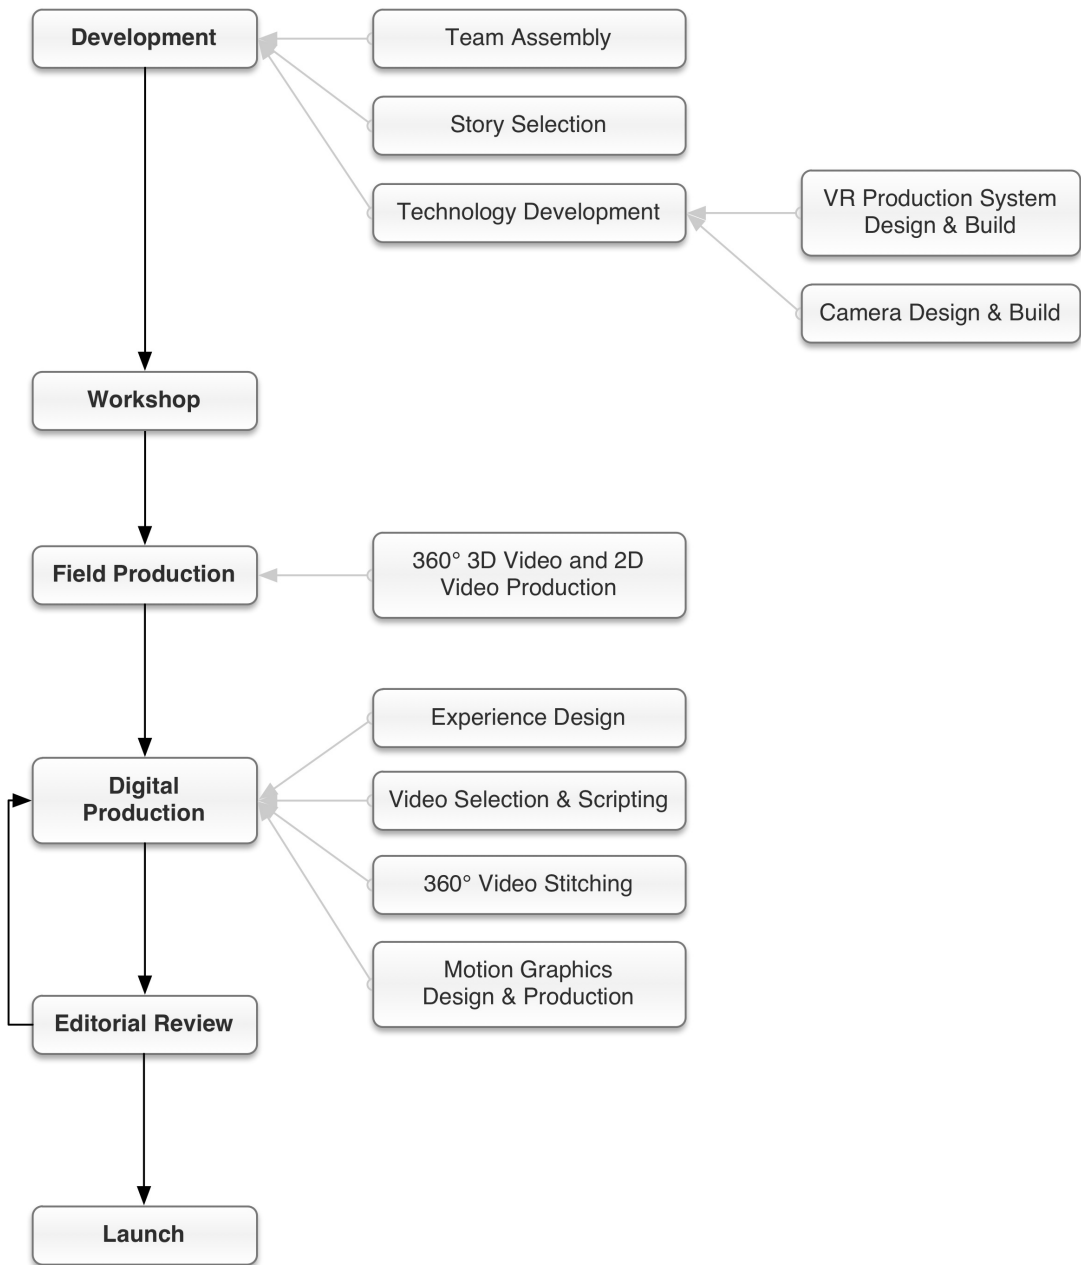 Development
Team Assembly
Story Selection
Technology Development
VR Production System
Design & Build
Camera Design & Build
Workshop
Field Production
360° 3D Video and 2D
Video Production
Experience Design
Digital
Production
Video Selection & Scripting
360° Video Stitching
Motion Graphics
Design & Production
Editorial Review
Launch